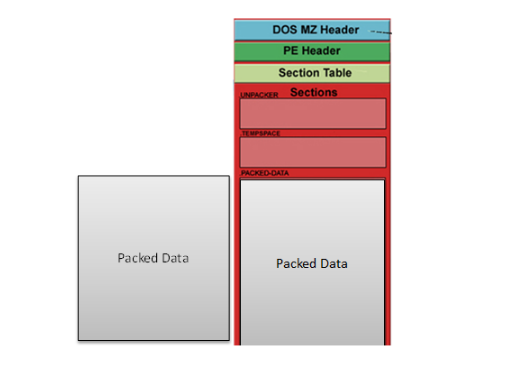 DOS MZ Header
PE Header
Section Table
Sections
UNPACKER
TEMPSPACE
PACKED-DATA
Packed Data
Packed Data